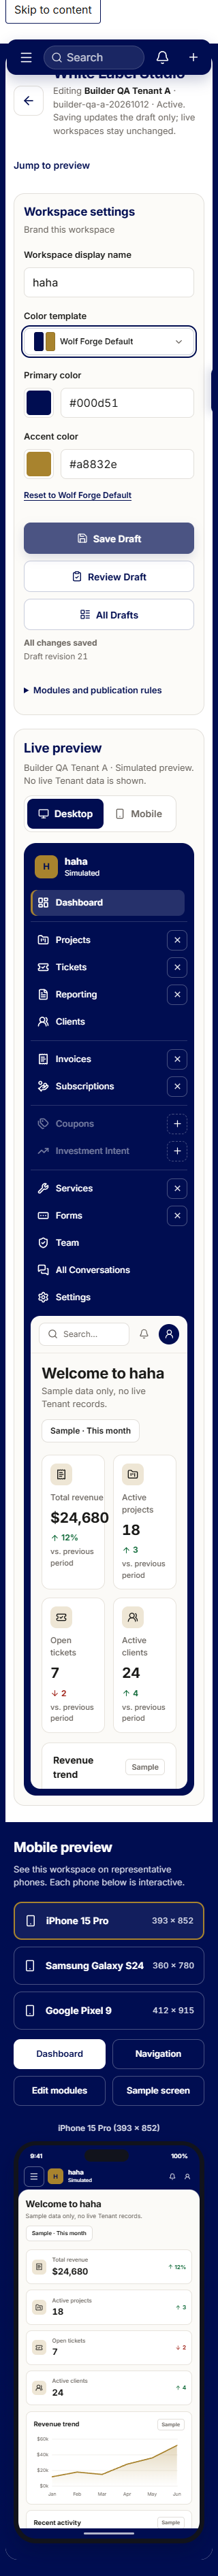 Skip to content
Search
White Label Studio
Editing Builder QA Tenant A ·
builder-qa-a-20261012 · Active.
Saving updates the draft only; live
workspaces stay unchanged.
Jump to preview
Workspace settings
Brand this workspace
Workspace display name
haha
Color template
Wolf Forge Default
Primary color
#000d51
Accent color
#a8832e
Reset to Wolf Forge Default
Save Draft
Review Draft
All Drafts
All changes saved
Draft revision 21
Modules and publication rules
Live preview
Builder QA Tenant A · Simulated preview.
No live Tenant data is shown.
Desktop
Mobile
H
haha
Simulated
Dashboard
Projects
Tickets
Reporting
Clients
Invoices
Subscriptions
Coupons
Investment Intent
Services
Forms
Team
All Conversations
Settings
Search...
Welcome to haha
Sample data only, no live
Tenant records.
Sample · This month
Total revenue
$24,680
↑ 12%
vs. previous
period
Active
projects
18
↑ 3
vs. previous
period
Open
tickets
7
↓ 2
vs. previous
period
Active
clients
24
↑ 4
vs. previous
period
Revenue
trend
Sample
Mobile preview
See this workspace on representative
phones. Each phone below is interactive.
iPhone 15 Pro 393 × 852
Samsung Galaxy S24 360 × 780
Google Pixel 9 412 × 915
Dashboard
Navigation
Edit modules
Sample screen
iPhone 15 Pro (393 × 852)
9:41 100%
H
haha
Simulated
Welcome to haha
Sample data only, no live Tenant records.
Sample · This month
Total revenue
$24,680
↑ 12%
Active projects
18
↑ 3
Open tickets
7
↓ 2
Active clients
24
↑ 4
Revenue trend
Sample
$60k
$40k
$20k
$0k
Jan Feb Mar Apr May Jun
Recent activity
Sample